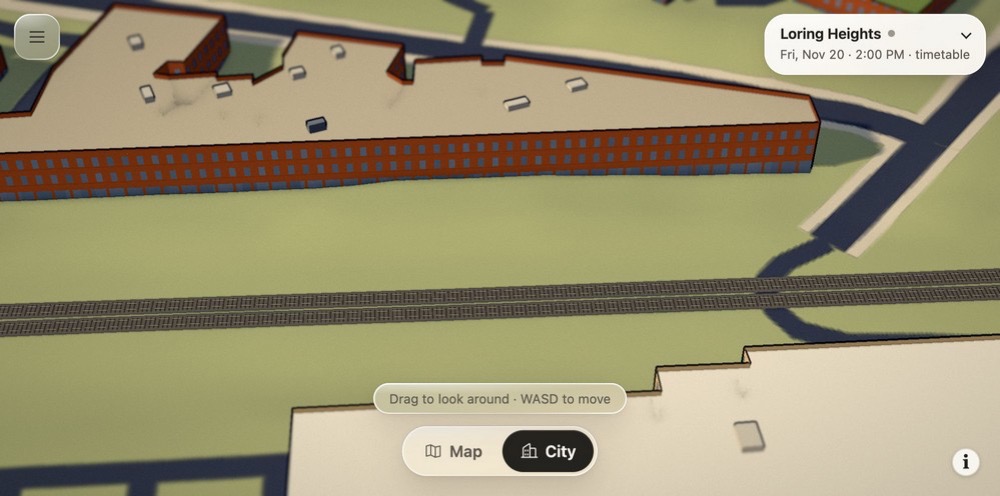 Loring Heights
Fri, Nov 20 · 2:00 PM · timetable
Drag to look around · WASD to move
Map
City
i